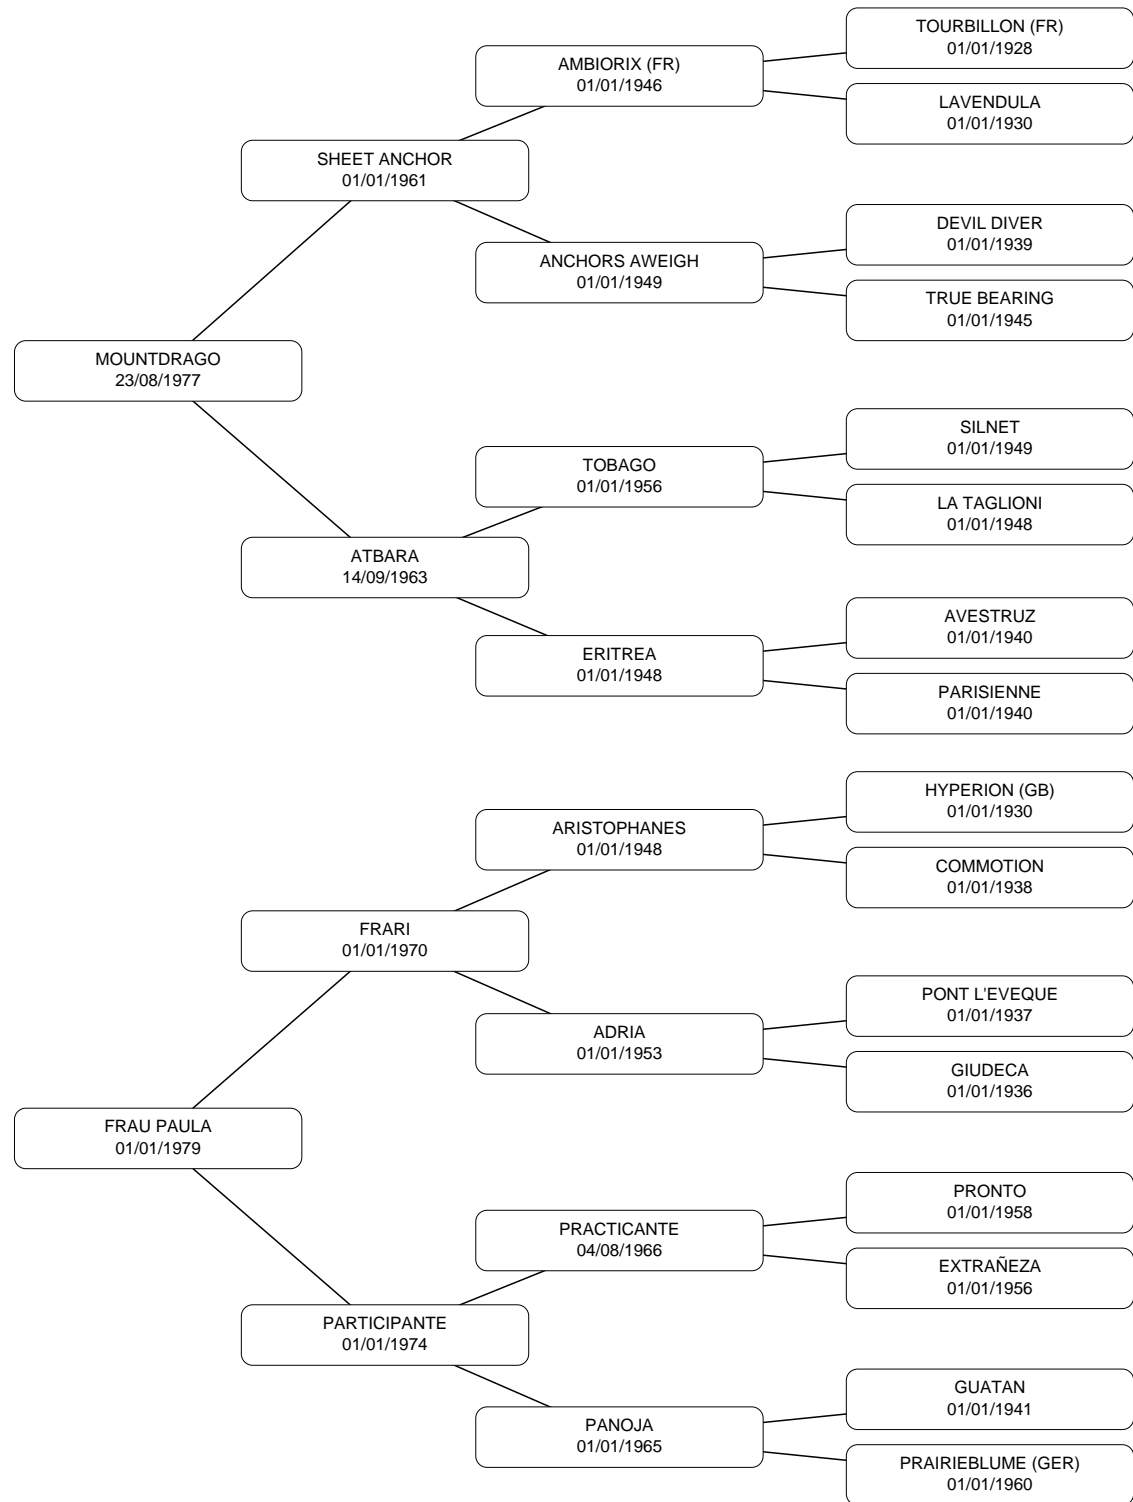 TOURBILLON (FR)
01/01/1928
AMBIORIX (FR)
01/01/1946
LAVENDULA
01/01/1930
SHEET ANCHOR
01/01/1961
DEVIL DIVER
01/01/1939
ANCHORS AWEIGH
01/01/1949
TRUE BEARING
01/01/1945
MOUNTDRAGO
23/08/1977
SILNET
01/01/1949
TOBAGO
01/01/1956
LA TAGLIONI
01/01/1948
ATBARA
14/09/1963
AVESTRUZ
01/01/1940
ERITREA
01/01/1948
PARISIENNE
01/01/1940
HYPERION (GB)
01/01/1930
ARISTOPHANES
01/01/1948
COMMOTION
01/01/1938
FRARI
01/01/1970
PONT L'EVEQUE
01/01/1937
ADRIA
01/01/1953
GIUDECA
01/01/1936
FRAU PAULA
01/01/1979
PRONTO
01/01/1958
PRACTICANTE
04/08/1966
EXTRAÑEZA
01/01/1956
PARTICIPANTE
01/01/1974
GUATAN
01/01/1941
PANOJA
01/01/1965
PRAIRIEBLUME (GER)
01/01/1960